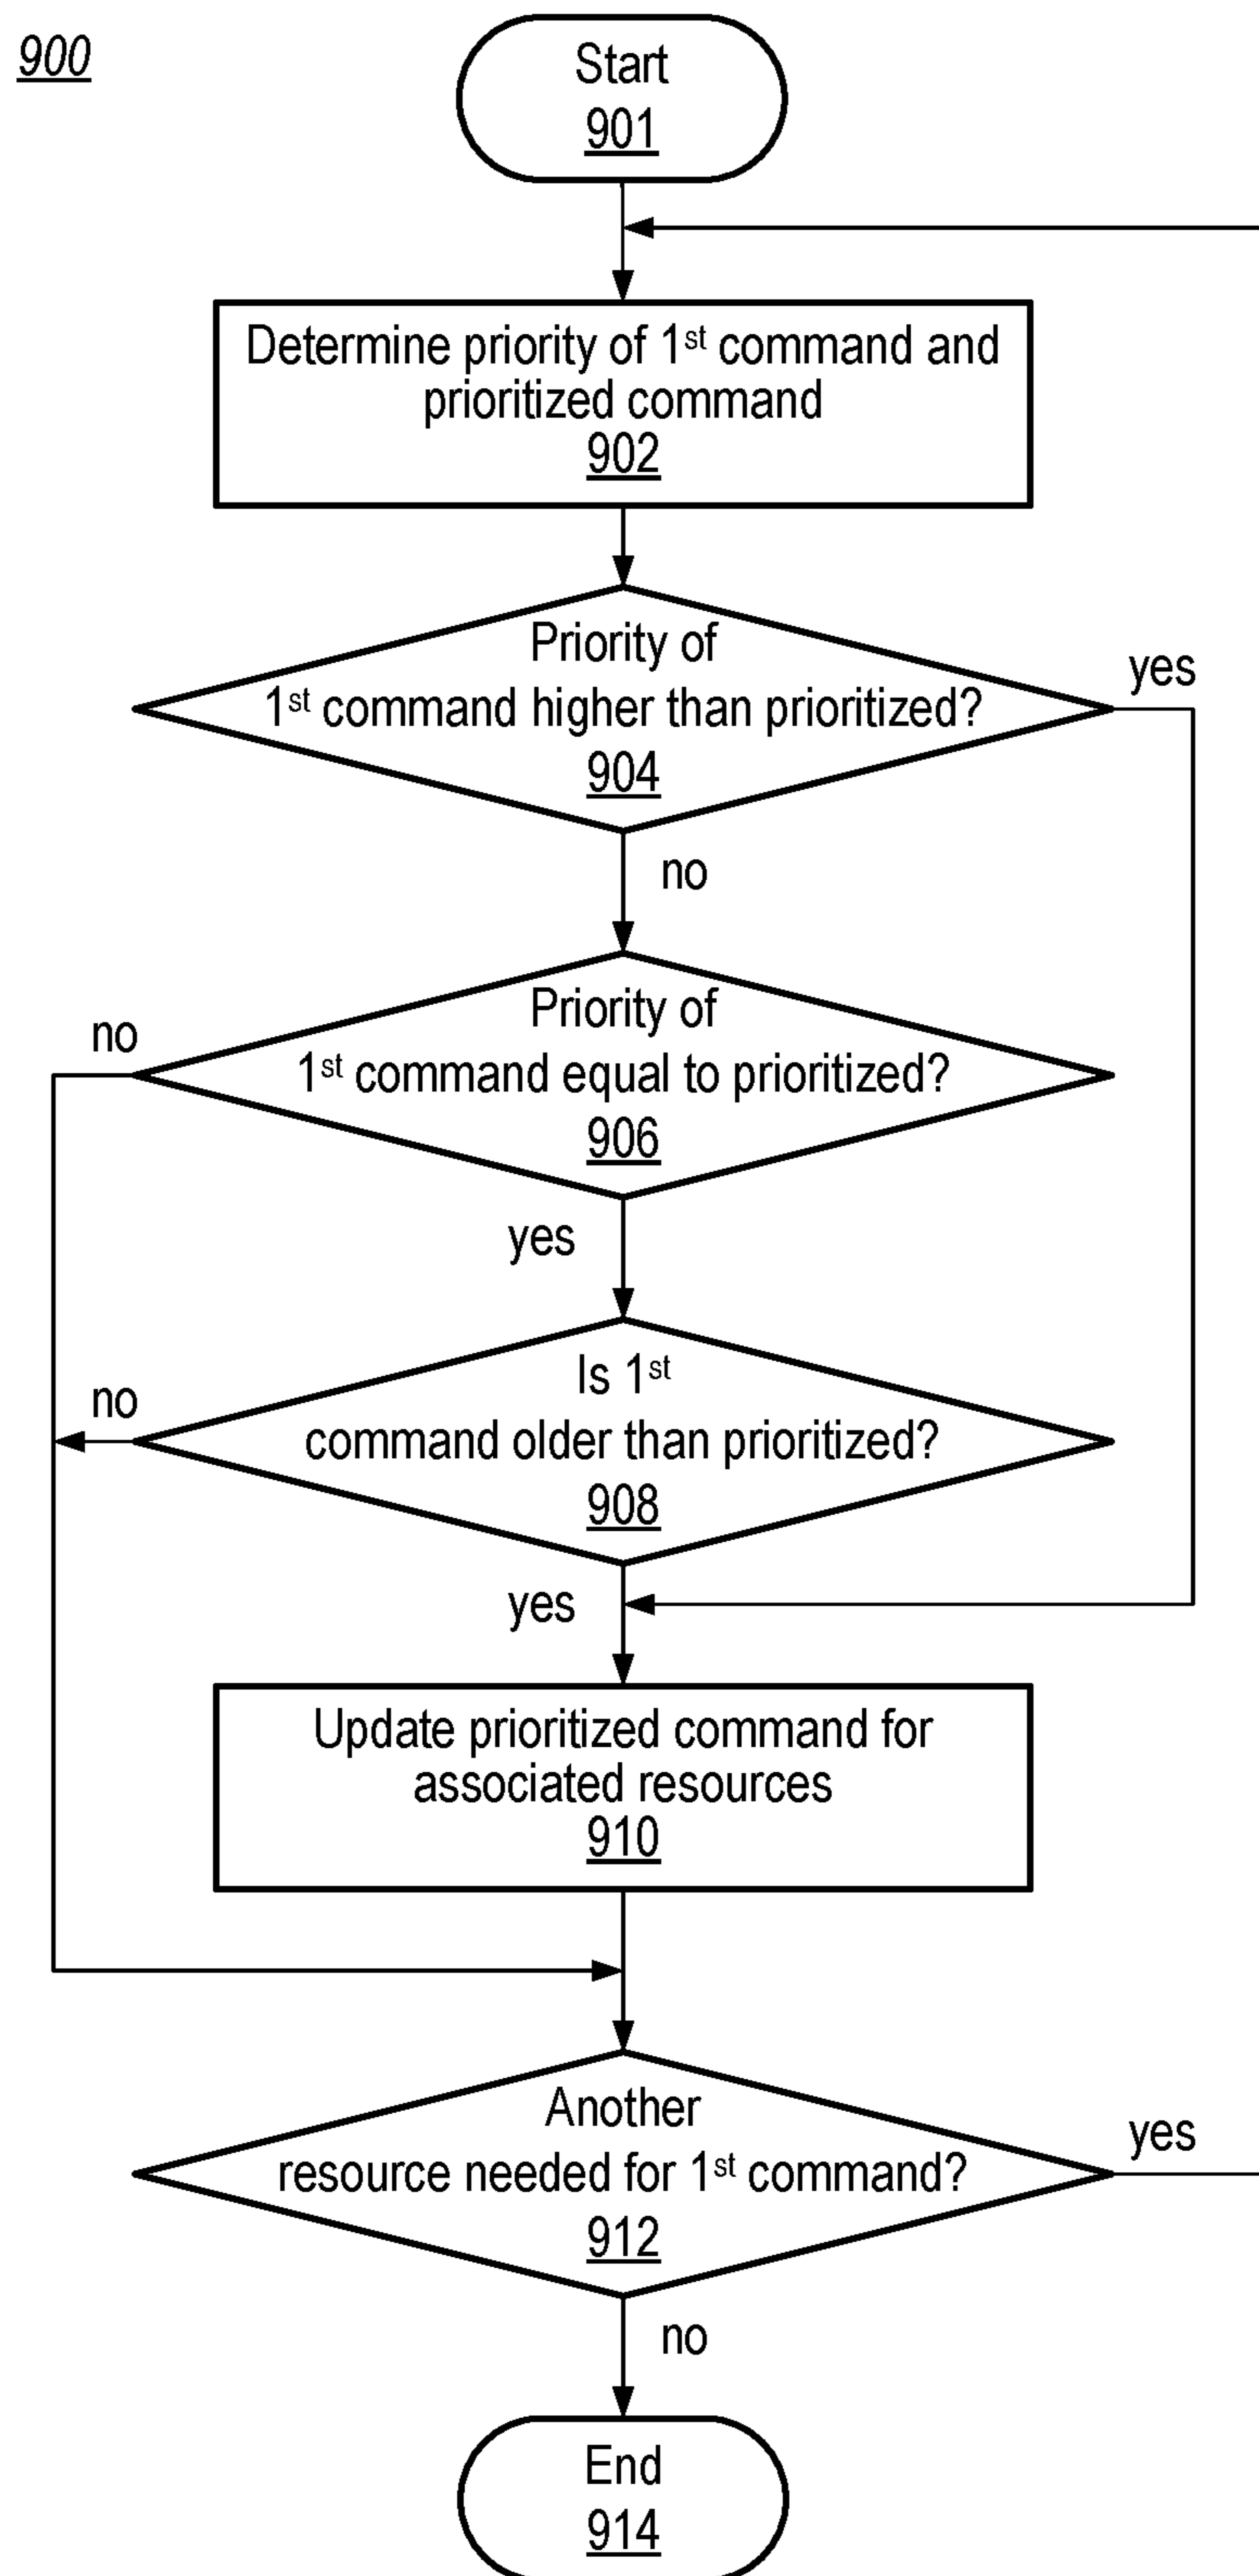 900
Start
901
Determine priority of 1st command and
prioritized command
902
Priority of
1st command higher than prioritized?
904
yes
no
Priority of
1st command equal to prioritized?
906
no
yes
Is 1st
command older than prioritized?
908
no
yes
Update prioritized command for
associated resources
910
Another
resource needed for 1st command?
912
yes
no
End
914